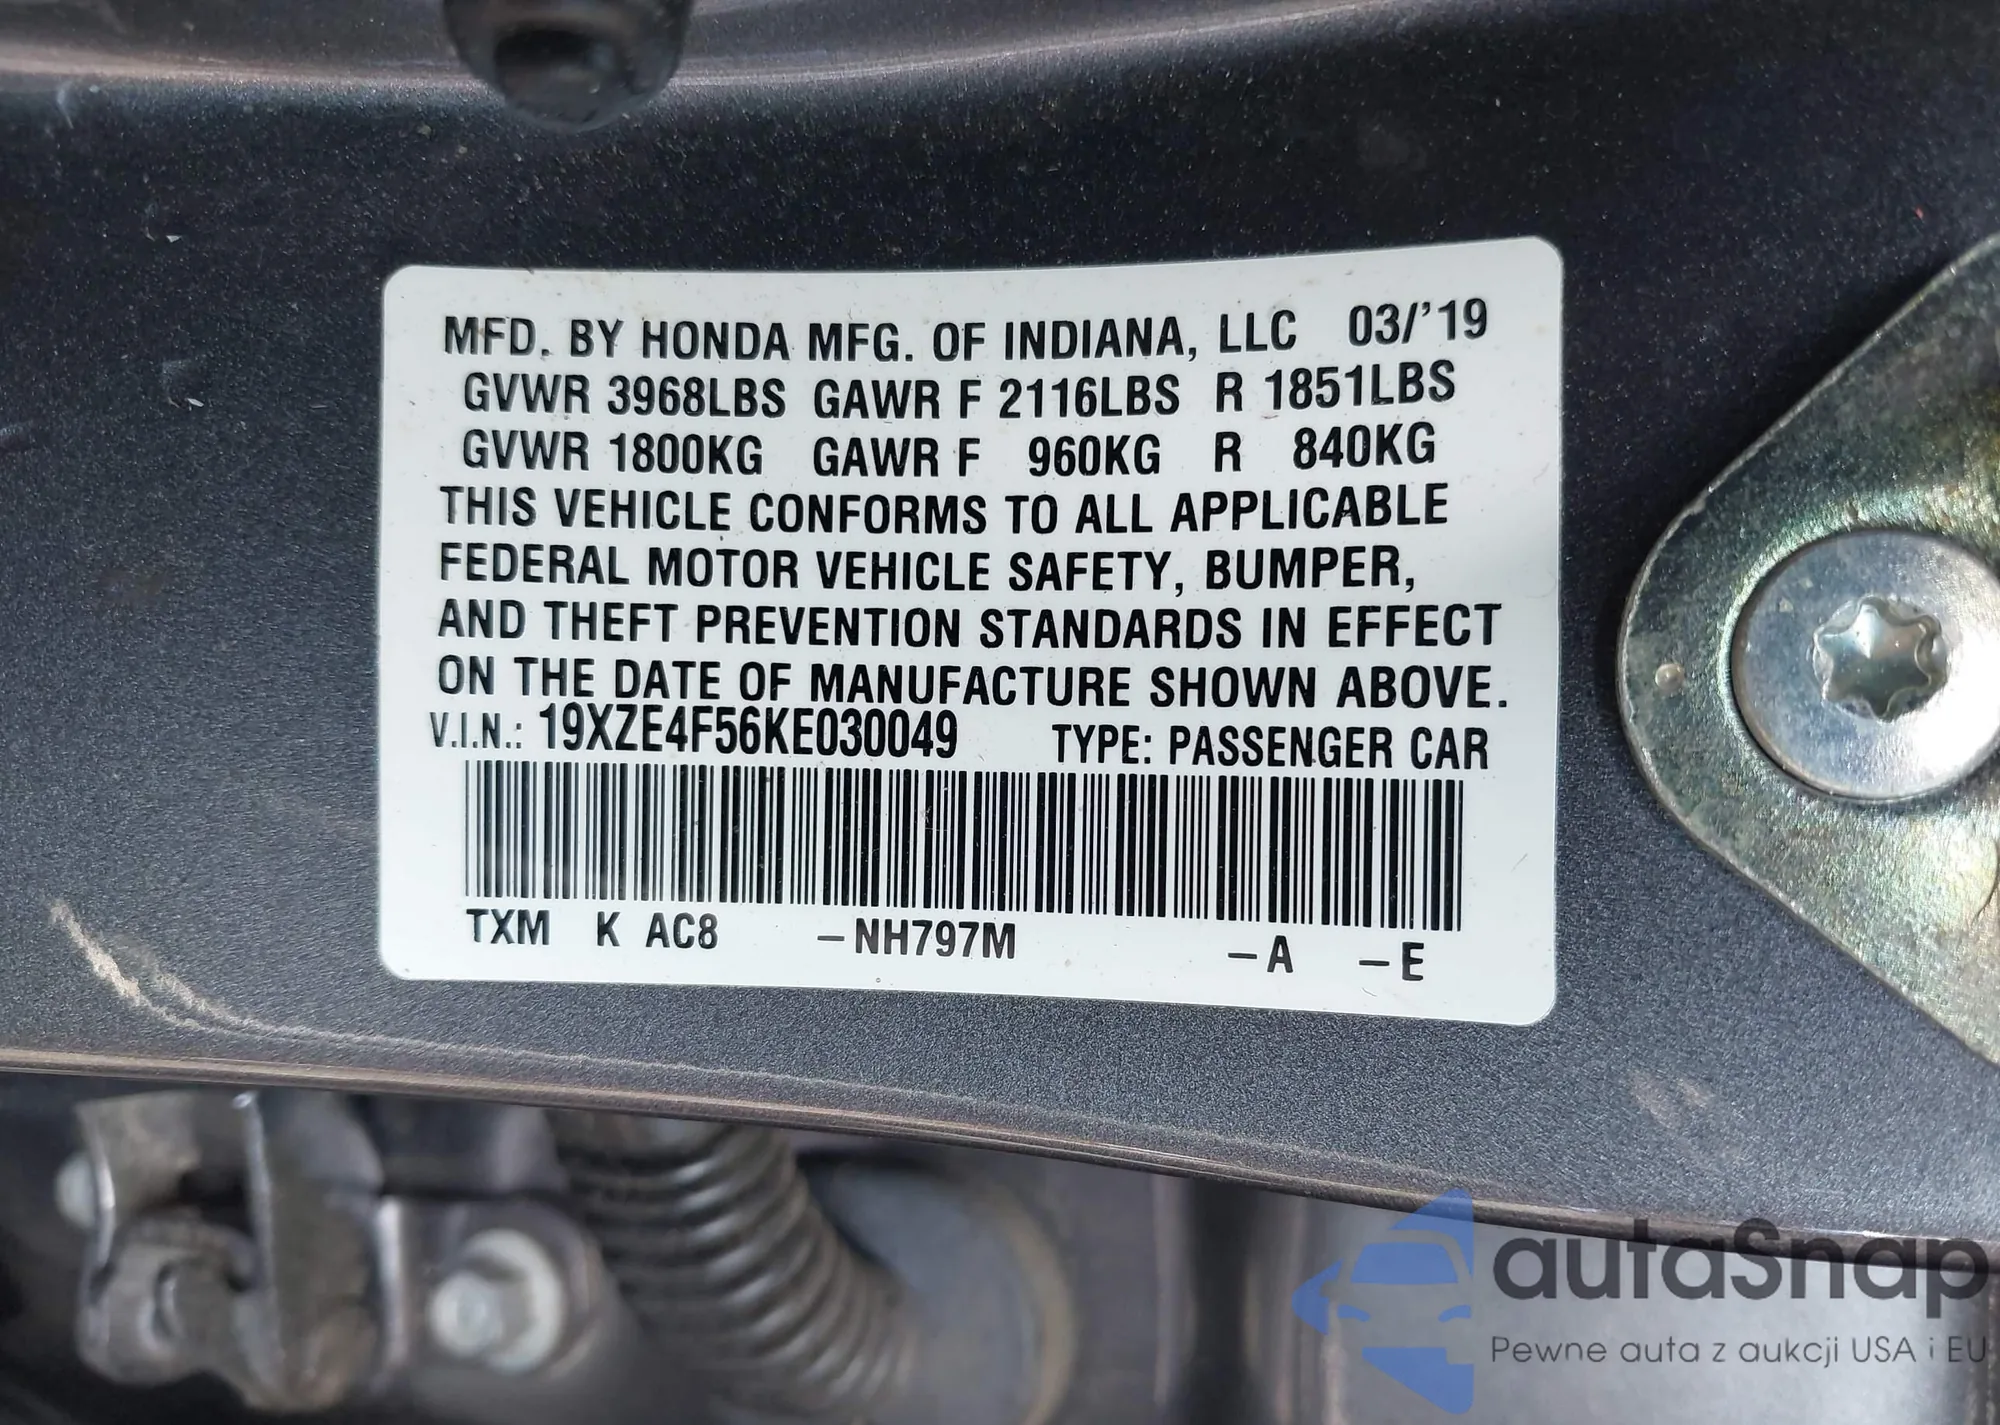 MFD. BY HONDA MFG. OF INDIANA, LLC 03/'19
GVWR 3968LBS GAWR F 2116LBS R 1851LBS
GVWR 1800KG GAWR F 960KG R 840KG
THIS VEHICLE CONFORMS TO ALL APPLICABLE
FEDERAL MOTOR VEHICLE SAFETY, BUMPER,
AND THEFT PREVENTION STANDARDS IN EFFECT
ON THE DATE OF MANUFACTURE SHOWN ABOVE.
V.I.N.: 19XZE4F56KE030049 TYPE: PASSENGER CAR
TXM K AC8 -NH797M -A -E
autaSnap
Pewne auta z aukcji USA i EU